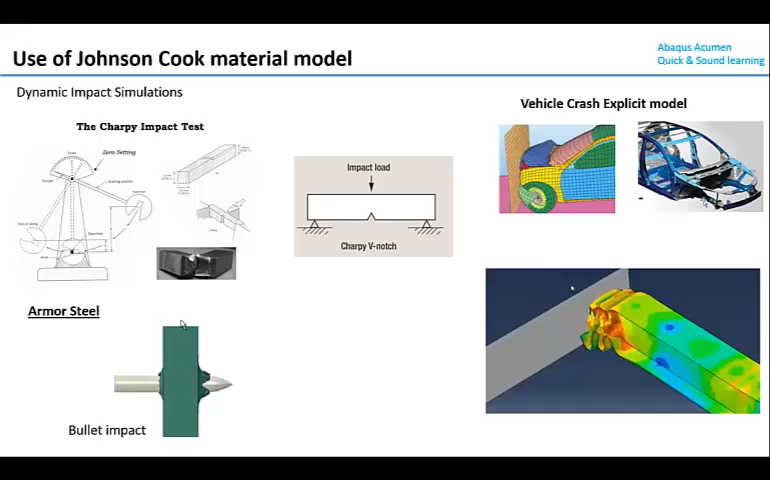 Use of Johnson Cook material model
Abaqus Acumen
Quick & Sound learning
Dynamic Impact Simulations
Vehicle Crash Explicit model
The Charpy Impact Test
Zero Setting
Impact load
Charpy V-notch
Armor Steel
Bullet impact